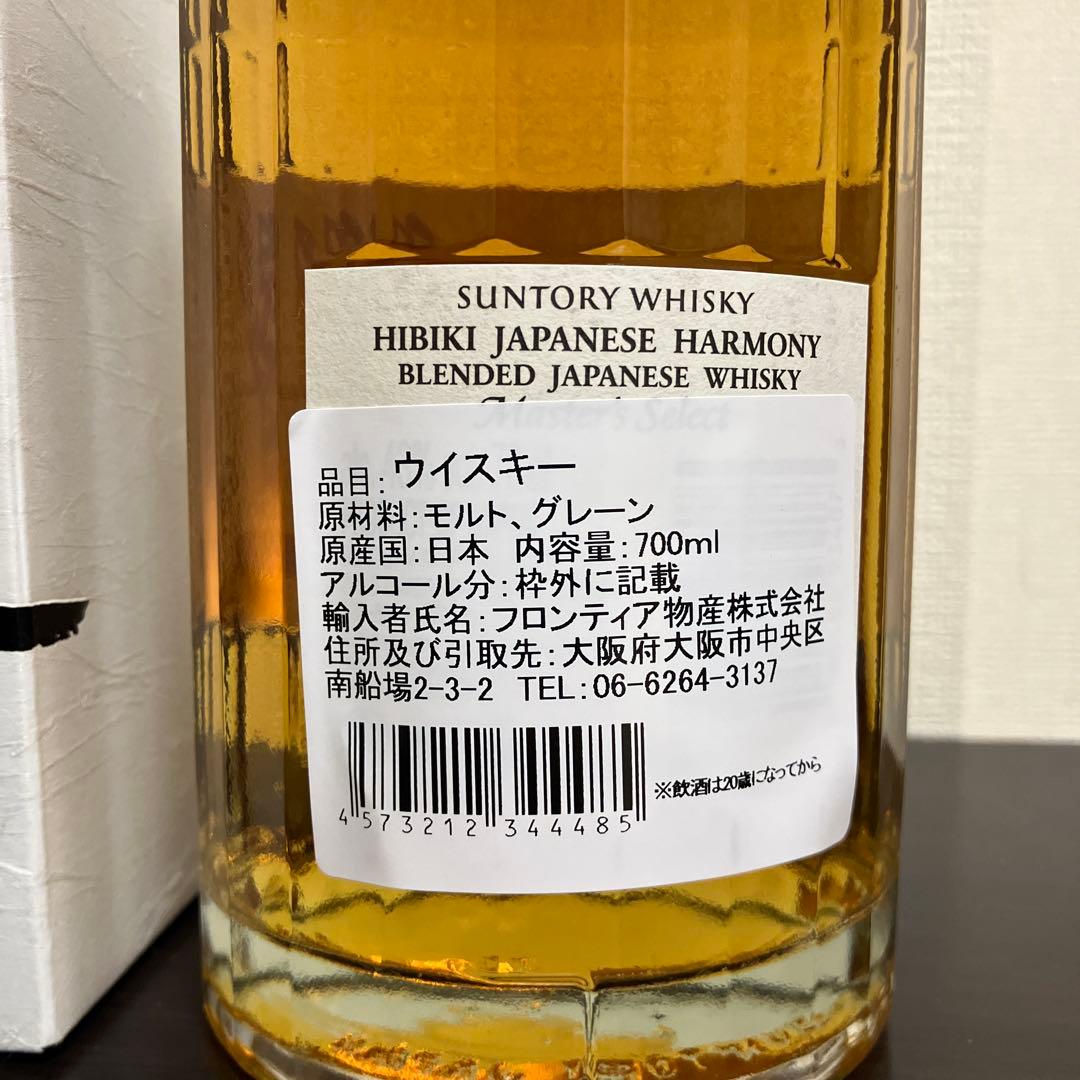 SUNTORY WHISKY
HIBIKI JAPANESE HARMONY
BLENDED JAPANESE WHISKY
Master's Select
品目:ウイスキー
原材料:モルト、グレーン
原産国:日本 内容量:700ml
アルコール分:枠外に記載
輸入者氏名:フロンティア物産株式会社
住所及び引取先:大阪府大阪市中央区
南船場2-3-2 TEL:06-6264-3137
※飲酒は20歳になってから
4 573212 344485